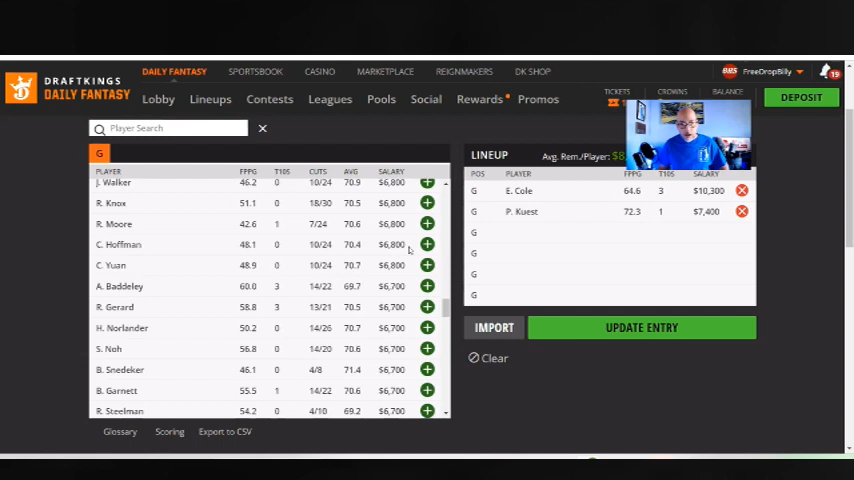 DRAFTKINGS
DAILY FANTASY
DAILY FANTASY SPORTSBOOK CASINO MARKETPLACE REIGNMAKERS DK SHOP
BILLS FreeDropBilly 19
Lobby Lineups Contests Leagues Pools Social Rewards Promos
TICKETS CROWNS BALANCE
DEPOSIT
Player Search
G
LINEUP Avg. Rem./Player:
PLAYER FPPG T10S CUTS AVG SALARY
J. Walker 46.2 0 10/24 70.9 $6,800
R. Knox 51.1 0 18/30 70.5 $6,800
R. Moore 42.6 1 7/24 70.6 $6,800
C. Hoffman 48.1 0 10/24 70.4 $6,800
C. Yuan 48.9 0 10/24 70.7 $6,800
A. Baddeley 60.0 3 14/22 69.7 $6,700
R. Gerard 58.8 3 13/21 70.5 $6,700
H. Norlander 50.2 0 14/26 70.7 $6,700
S. Noh 56.8 0 14/20 70.6 $6,700
B. Snedeker 46.1 0 4/8 71.4 $6,700
B. Garnett 55.5 1 14/22 70.6 $6,700
R. Steelman 54.2 0 4/10 69.2 $6,700
POS PLAYER FPPG T10S SALARY
G E. Cole 64.6 3 $10,300
G P. Kuest 72.3 1 $7,400
G
G
G
G
IMPORT UPDATE ENTRY
Clear
Glossary Scoring Export to CSV